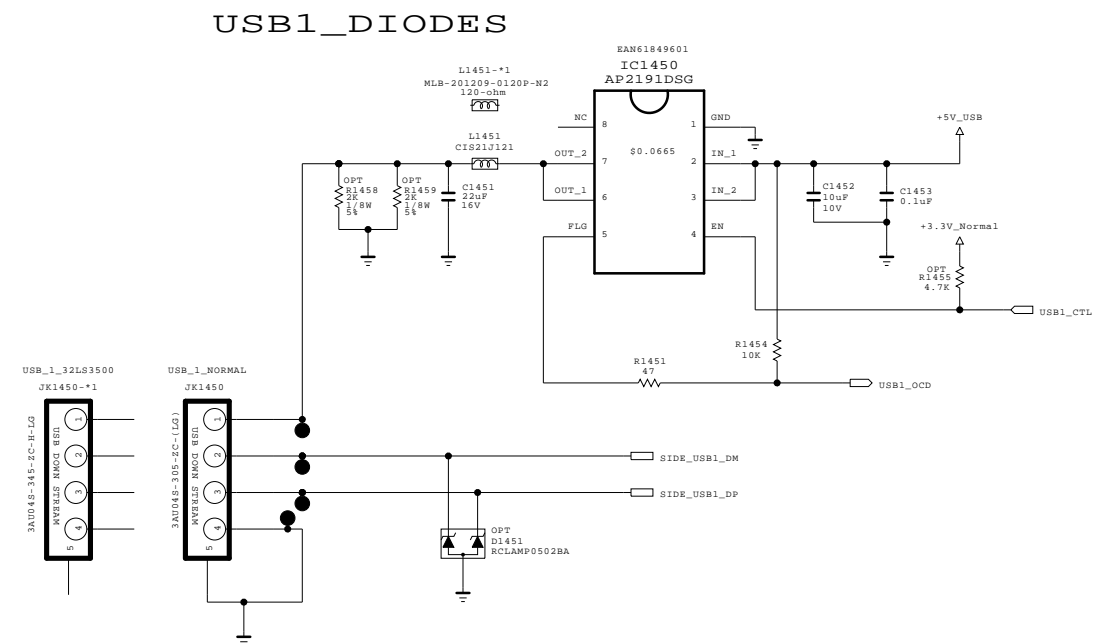 USB1_DIODES
EAN61849601
IC1450
AP2191DSG
L1451-*1
MLB-201209-0120P-N2
120-ohm
NC
8
1
GND
+5V_USB
L1451
CIS21J121
OUT_2
7
$0.0665
2
IN_1
OPT
R1458
2K
1/8W
5%
OPT
R1459
2K
1/8W
5%
C1451
22uF
16V
OUT_1
6
3
IN_2
C1452
10uF
10V
C1453
0.1uF
FLG
5
4
EN
+3.3V_Normal
OPT
R1455
4.7K
USB1_CTL
R1454
10K
R1451
47
USB1_OCD
USB_1_32LS3500
JK1450-*1
USB_1_NORMAL
JK1450
3AU04S-345-ZC-H-LG
USB DOWN STREAM
1
2
3
4
5
3AU04S-305-ZC-(LG)
USB DOWN STREAM
1
2
3
4
5
SIDE_USB1_DM
SIDE_USB1_DP
OPT
D1451
RCLAMP0502BA